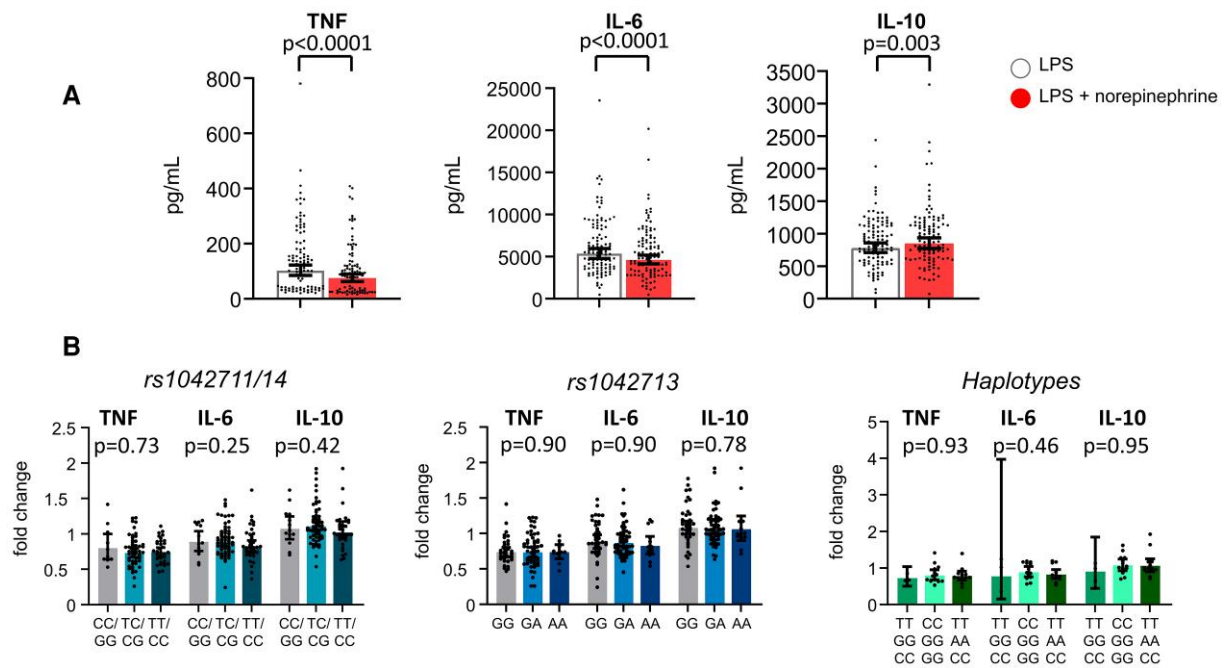 A
TNF
p<0.0001
pg/mL
800
600
400
200
0
IL-6
p<0.0001
pg/mL
25000
20000
15000
10000
5000
0
IL-10
p=0.003
pg/mL
3500
3000
2500
2000
1500
1000
500
0
LPS
LPS + norepinephrine
B
rs1042711/14
TNF IL-6 IL-10
p=0.73 p=0.25 p=0.42
fold change
2.5
2
1.5
1
0.5
0
CC/ TC/ TT/ CC/ TC/ TT/ CC/ TC/ TT/
GG CG CC GG CG CC GG CG CC
rs1042713
TNF IL-6 IL-10
p=0.90 p=0.90 p=0.78
fold change
2.5
2
1.5
1
0.5
0
GG GA AA GG GA AA GG GA AA
Haplotypes
TNF IL-6 IL-10
p=0.93 p=0.46 p=0.95
fold change
5
4
3
2
1
0
TT CC TT TT CC TT TT CC TT
GG GG AA GG GG AA GG GG AA
CC GG CC CC GG CC CC GG CC